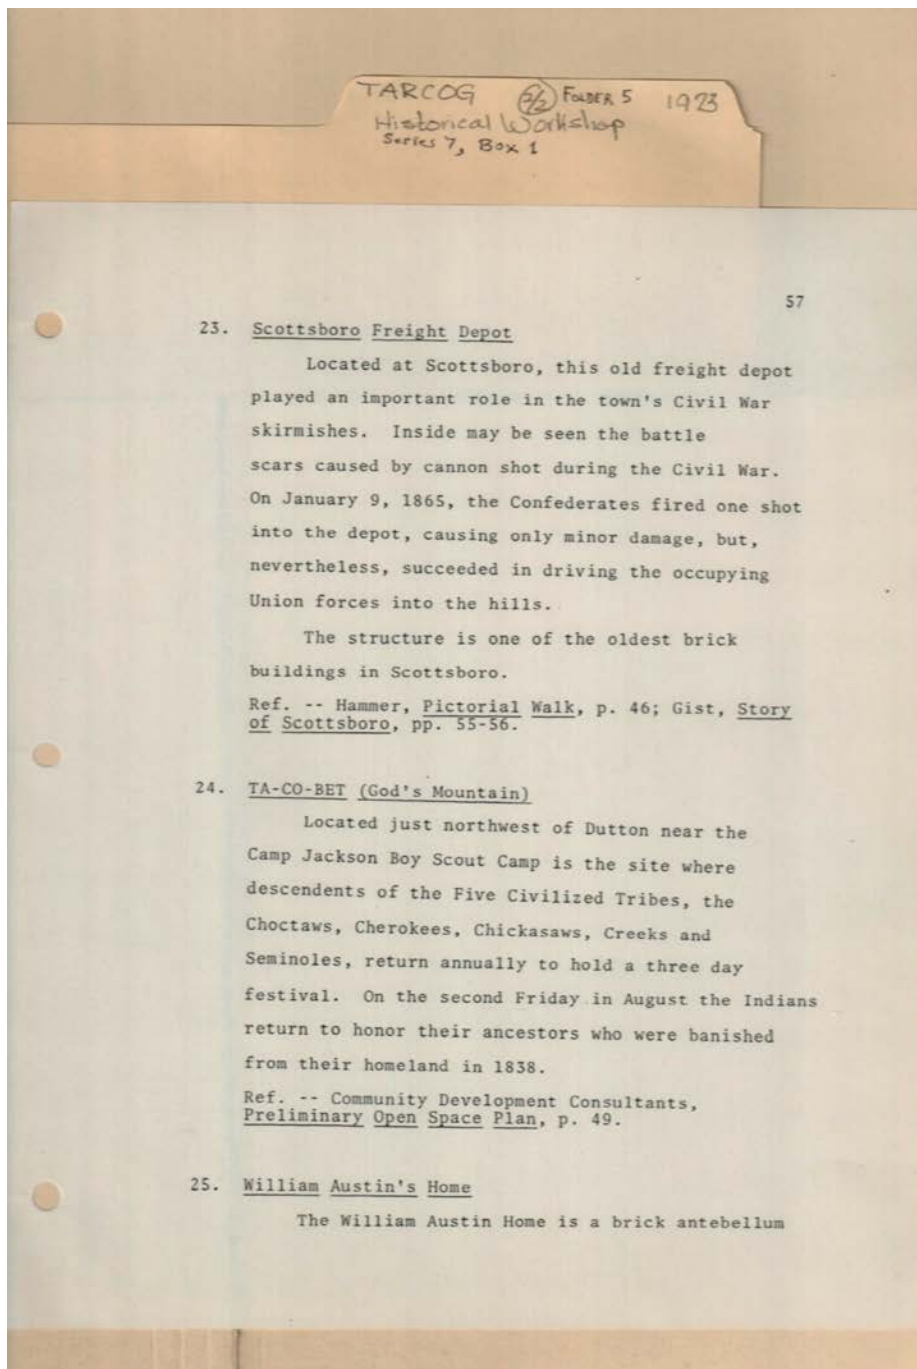 TARCOG 2/2 FOLDER 5 1973
Historical Workshop
Series 7, Box 1
57
23. Scottsboro Freight Depot
Located at Scottsboro, this old freight depot
played an important role in the town's Civil War
skirmishes. Inside may be seen the battle
scars caused by cannon shot during the Civil War.
On January 9, 1865, the Confederates fired one shot
into the depot, causing only minor damage, but,
nevertheless, succeeded in driving the occupying
Union forces into the hills.
The structure is one of the oldest brick
buildings in Scottsboro.
Ref. -- Hammer, Pictorial Walk, p. 46; Gist, Story
of Scottsboro, pp. 55-56.
24. TA-CO-BET (God's Mountain)
Located just northwest of Dutton near the
Camp Jackson Boy Scout Camp is the site where
descendents of the Five Civilized Tribes, the
Choctaws, Cherokees, Chickasaws, Creeks and
Seminoles, return annually to hold a three day
festival. On the second Friday in August the Indians
return to honor their ancestors who were banished
from their homeland in 1838.
Ref. -- Community Development Consultants,
Preliminary Open Space Plan, p. 49.
25. William Austin's Home
The William Austin Home is a brick antebellum